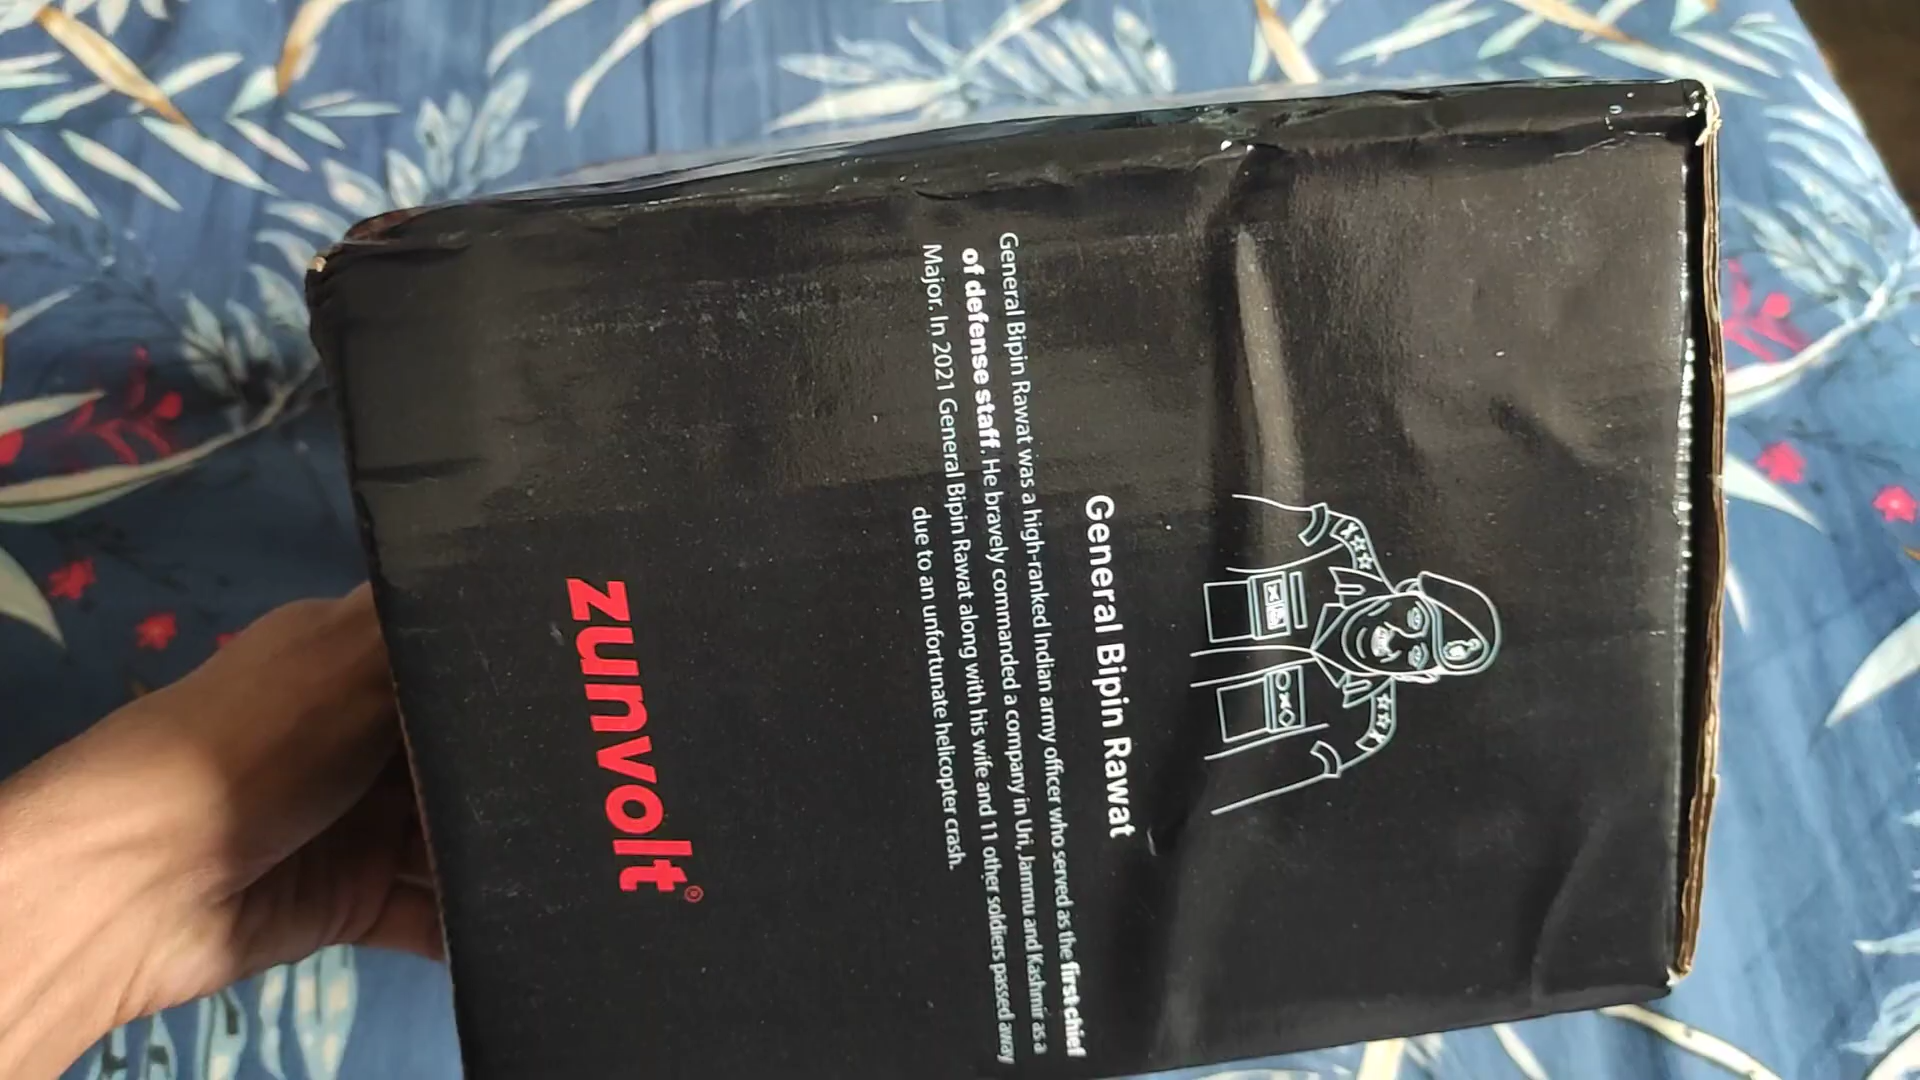 General Bipin Rawat
General Bipin Rawat was a high-ranked Indian army officer who served as the first chief
of defense staff. He bravely commanded a company in Uri, Jammu and Kashmir as a
Major. In 2021 General Bipin Rawat along with his wife and 11 other soldiers passed away
due to an unfortunate helicopter crash.
zunvolt®